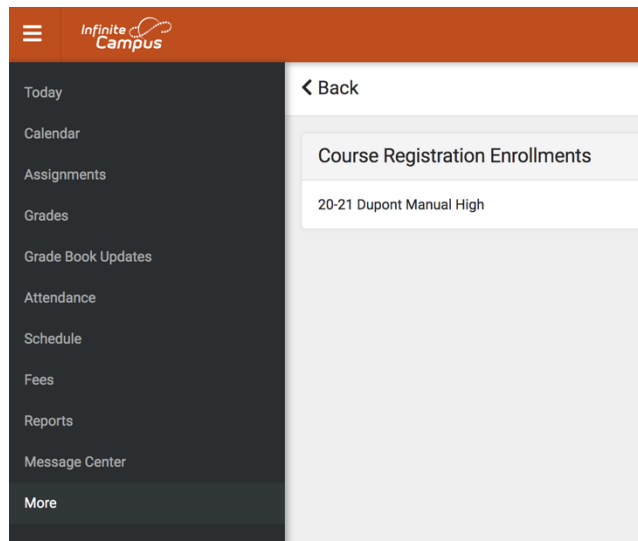 Infinite
Campus
Today
Calendar
Assignments
Grades
Grade Book Updates
Attendance
Schedule
Fees
Reports
Message Center
More
Back
Course Registration Enrollments
20-21 Dupont Manual High